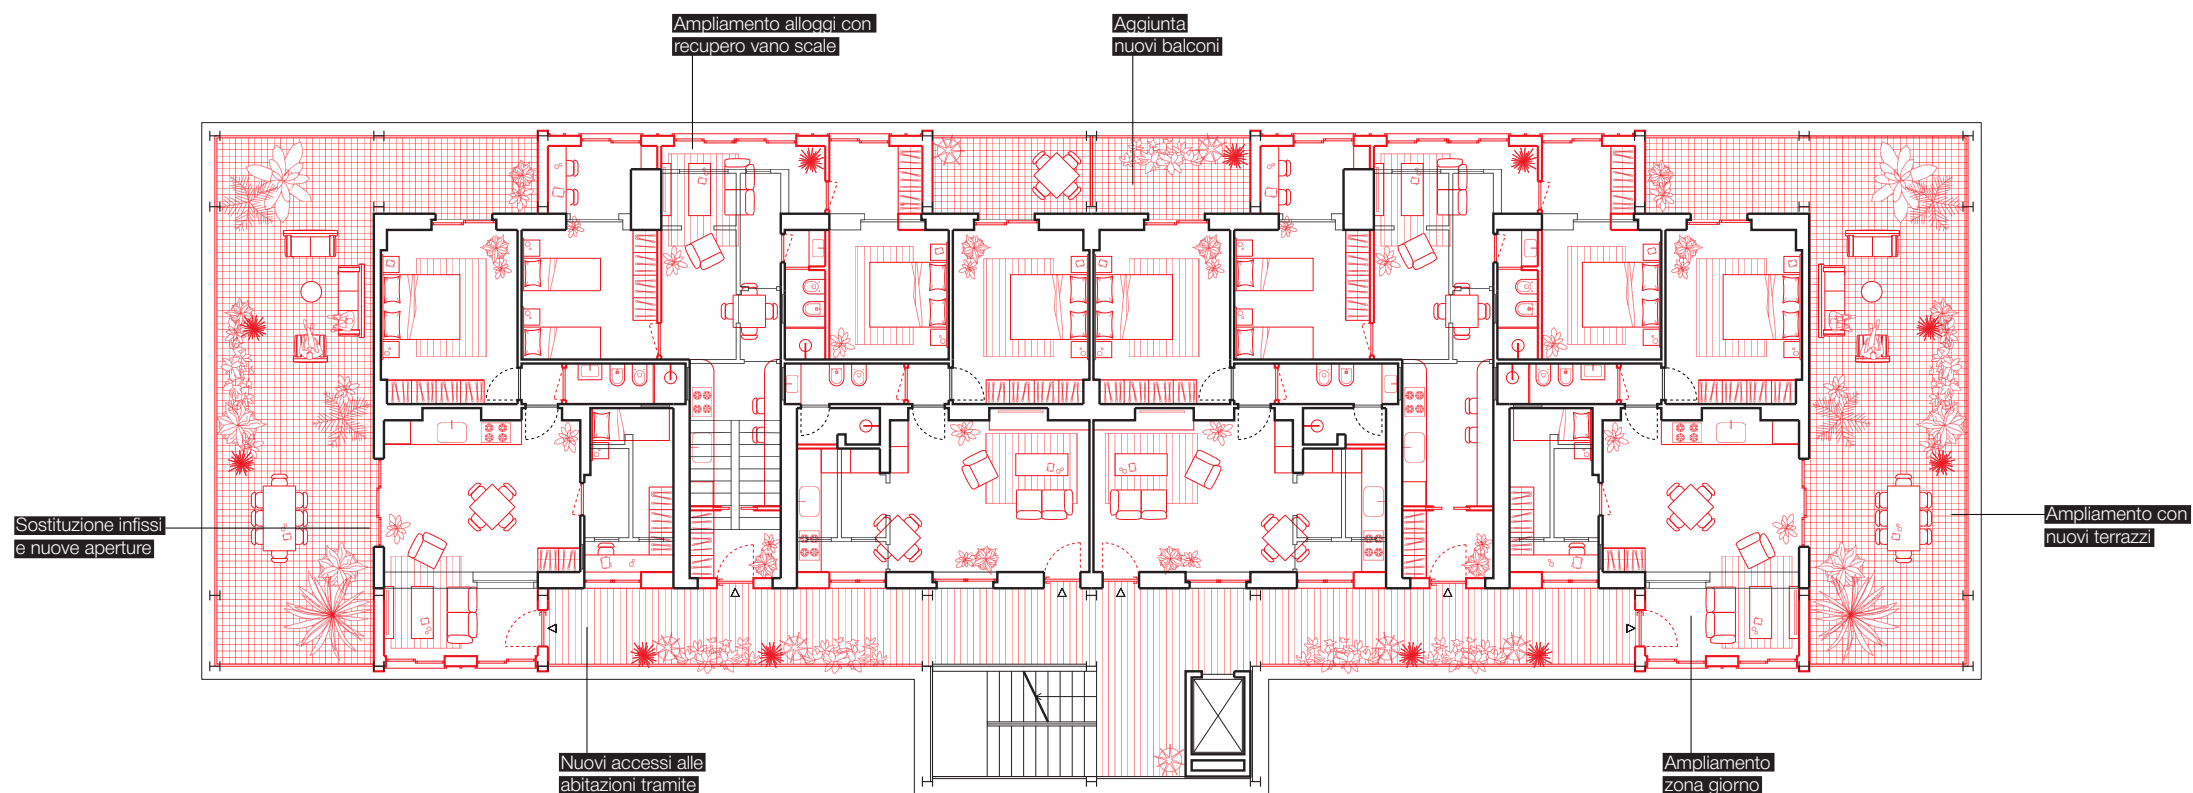 Ampliamento alloggi con
recupero vano scale
Aggiunta
nuovi balconi
Sostituzione infissi
e nuove aperture
Ampliamento con
nuovi terrazzi
Nuovi accessi alle
abitazioni tramite
Ampliamento
zona giorno